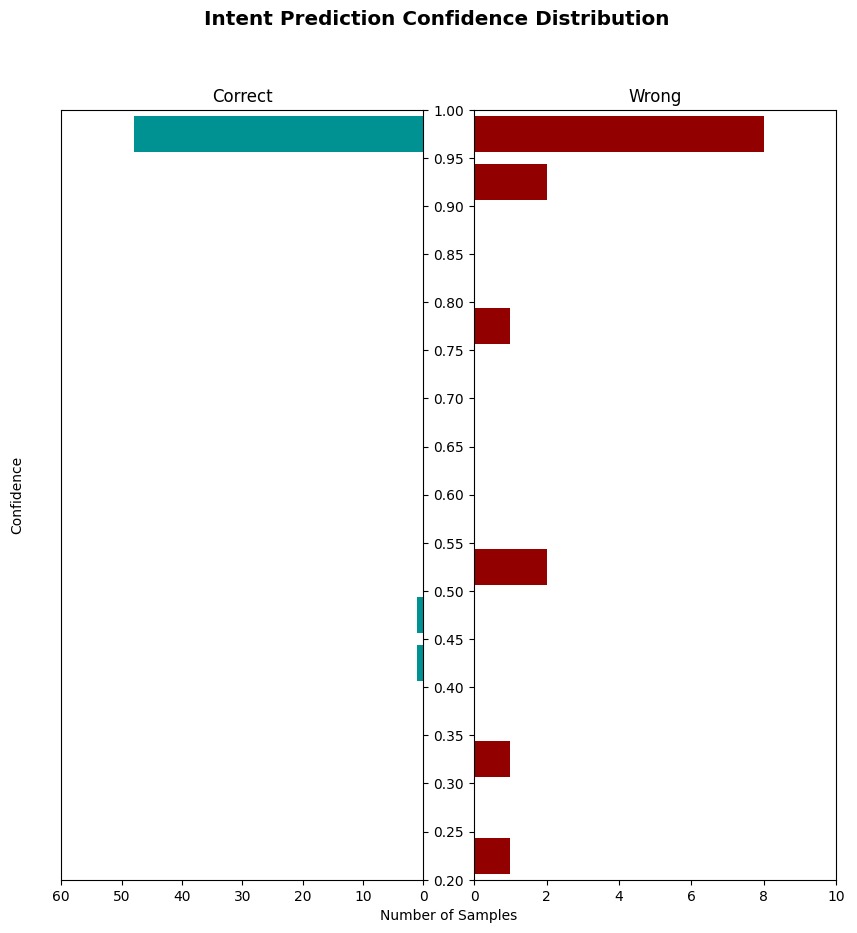 Intent Prediction Confidence Distribution
Correct
Wrong
1.00
0.95
0.90
0.85
0.80
0.75
0.70
0.65
0.60
0.55
0.50
0.45
0.40
0.35
0.30
0.25
0.20
Confidence
60 50 40 30 20 10 0
0 2 4 6 8 10
Number of Samples